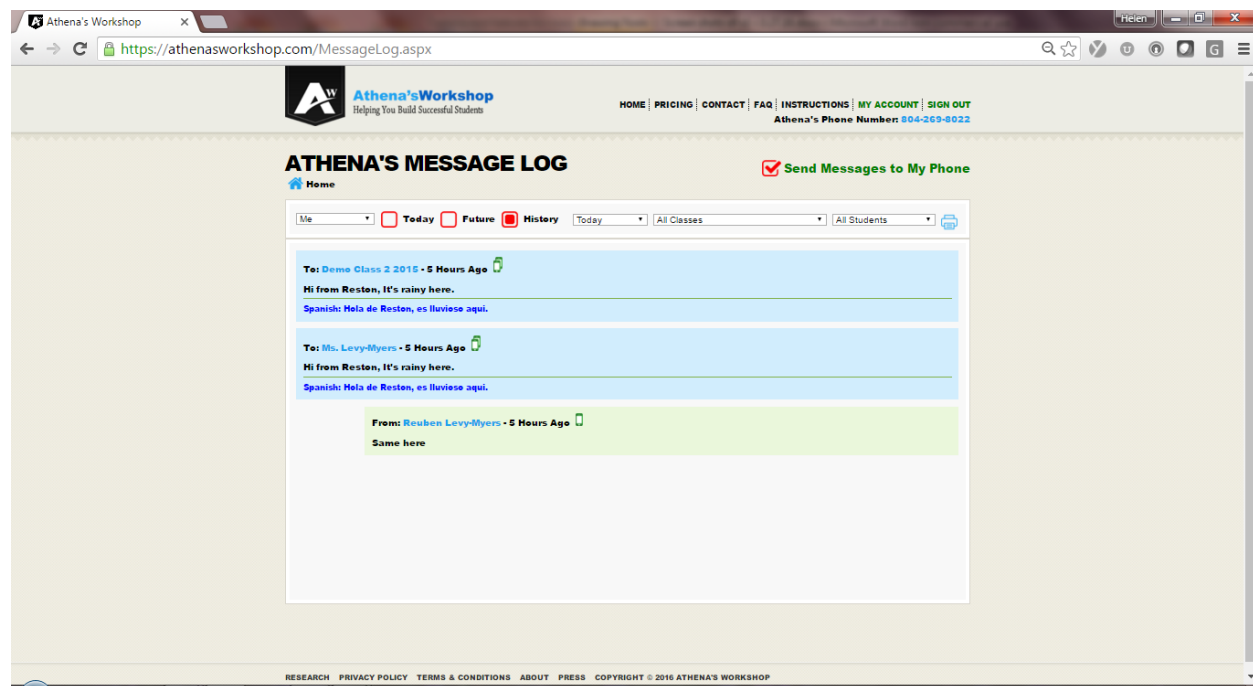 Athena's Workshop
Helen
https://athenasworkshop.com/MessageLog.aspx
AW
Athena'sWorkshop
Helping You Build Successful Students
HOME PRICING CONTACT FAQ INSTRUCTIONS MY ACCOUNT SIGN OUT
Athena's Phone Number: 804-269-8022
ATHENA'S MESSAGE LOG
Send Messages to My Phone
Home
Me Today Future History Today All Classes All Students
To: Demo Class 2 2015 - 5 Hours Ago
Hi from Reston, It's rainy here.
Spanish: Hola de Reston, es lluvioso aquí.
To: Ms. Levy-Myers - 5 Hours Ago
Hi from Reston, It's rainy here.
Spanish: Hola de Reston, es lluvioso aquí.
From: Reuben Levy-Myers - 5 Hours Ago
Same here
RESEARCH PRIVACY POLICY TERMS & CONDITIONS ABOUT PRESS COPYRIGHT © 2016 ATHENA'S WORKSHOP